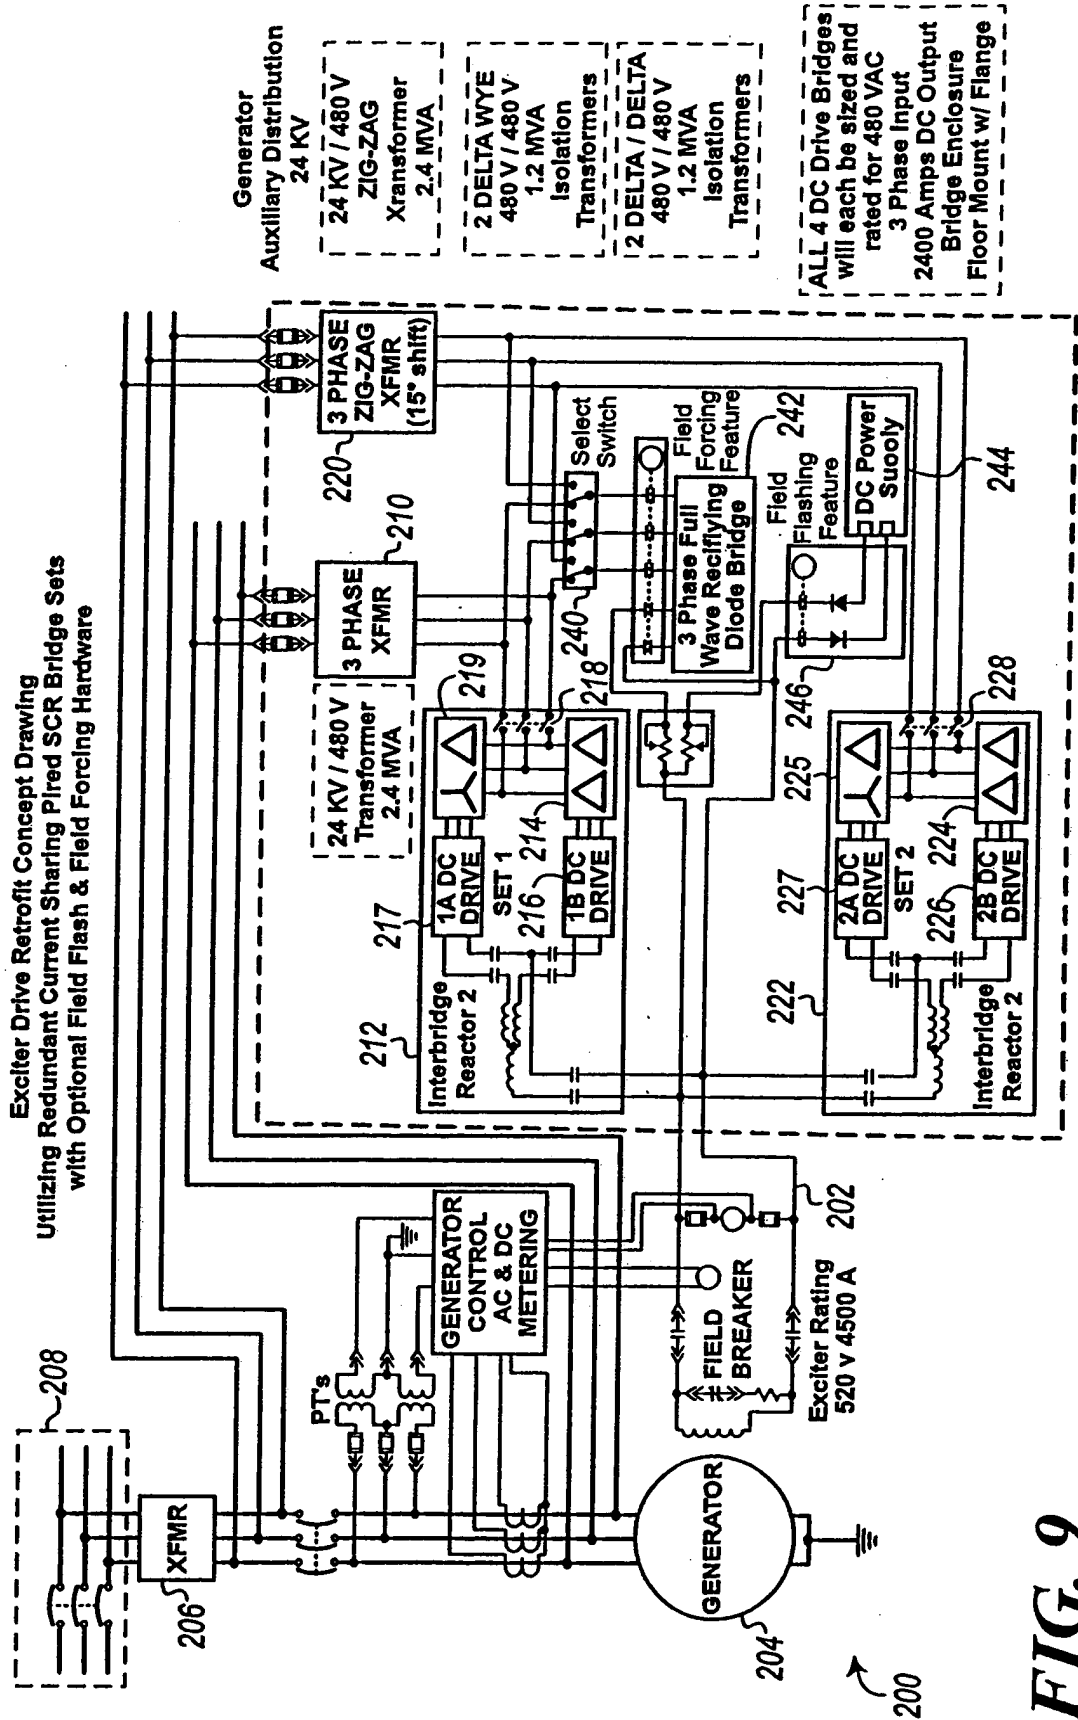 Exciter Drive Retrofit Concept Drawing
Utilizing Redundant Current Sharing Pired SCR Bridge Sets
with Optional Field Flash & Field Forcing Hardware
208
XFMR
206
PT's
GENERATOR
CONTROL
AC & DC
METERING
GENERATOR
204
200
FIELD
BREAKER
Exciter Rating
520 v 4500 A
202
24 KV / 480 V
Transformer
2.4 MVA
3 PHASE
XFMR
210
3 PHASE
ZIG-ZAG
XFMR
(15° shift)
220
Generator
Auxiliary Distribution
24 KV
24 KV / 480 V
ZIG-ZAG
Xransformer
2.4 MVA
2 DELTA WYE
480 V / 480 V
1.2 MVA
Isolation
Transformers
2 DELTA / DELTA
480 V / 480 V
1.2 MVA
Isolation
Transformers
ALL 4 DC Drive Bridges
will each be sized and
rated for 480 VAC
3 Phase Input
2400 Amps DC Output
Bridge Enclosure
Floor Mount w/ Flange
212
Interbridge
Reactor 2
217
1A DC
DRIVE
SET 1
216
1B DC
DRIVE
214
219
218
240
Select
Switch
Field
Forcing
Feature
242
3 Phase Full
Wave Recifiying
Diode Bridge
Field
Flashing
Feature
246
DC Power
Suooly
244
222
Interbridge
Reactor 2
227
2A DC
DRIVE
SET 2
226
2B DC
DRIVE
224
225
228
FIG. 9